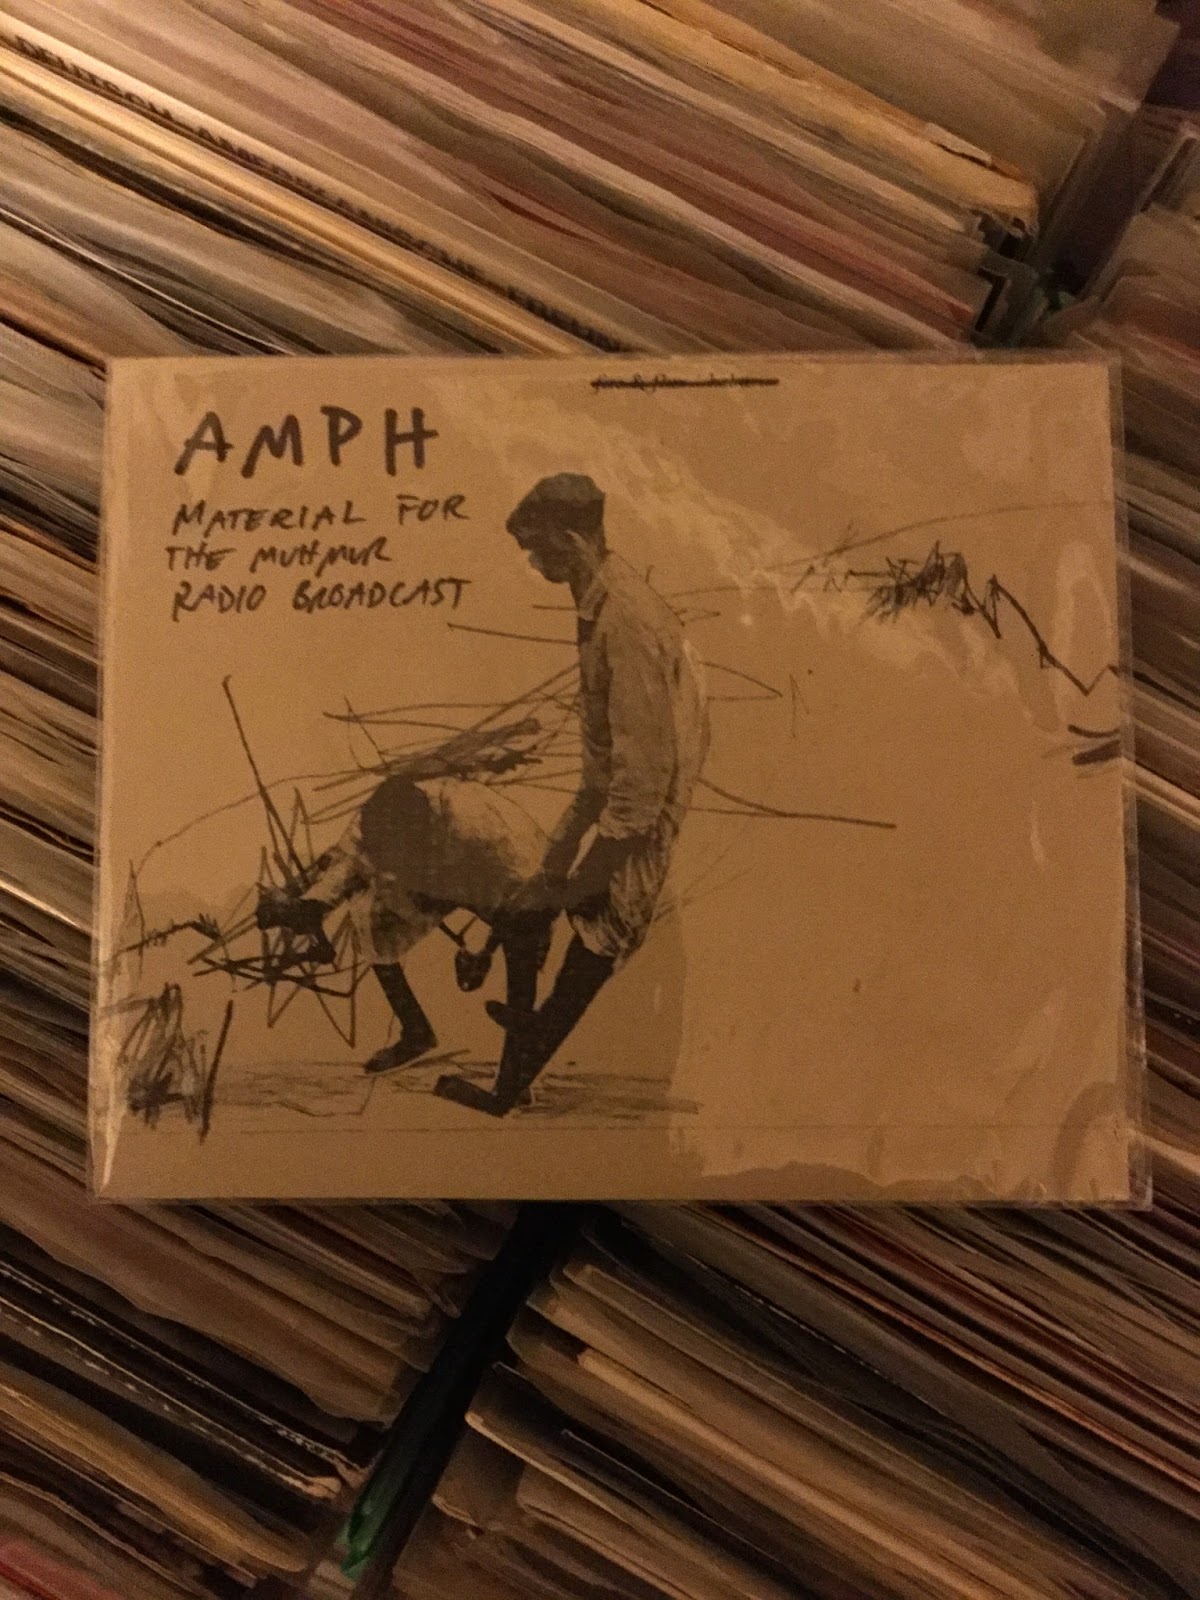 AMPH
MATERIAL FOR
THE MUHMUR
RADIO BROADCAST